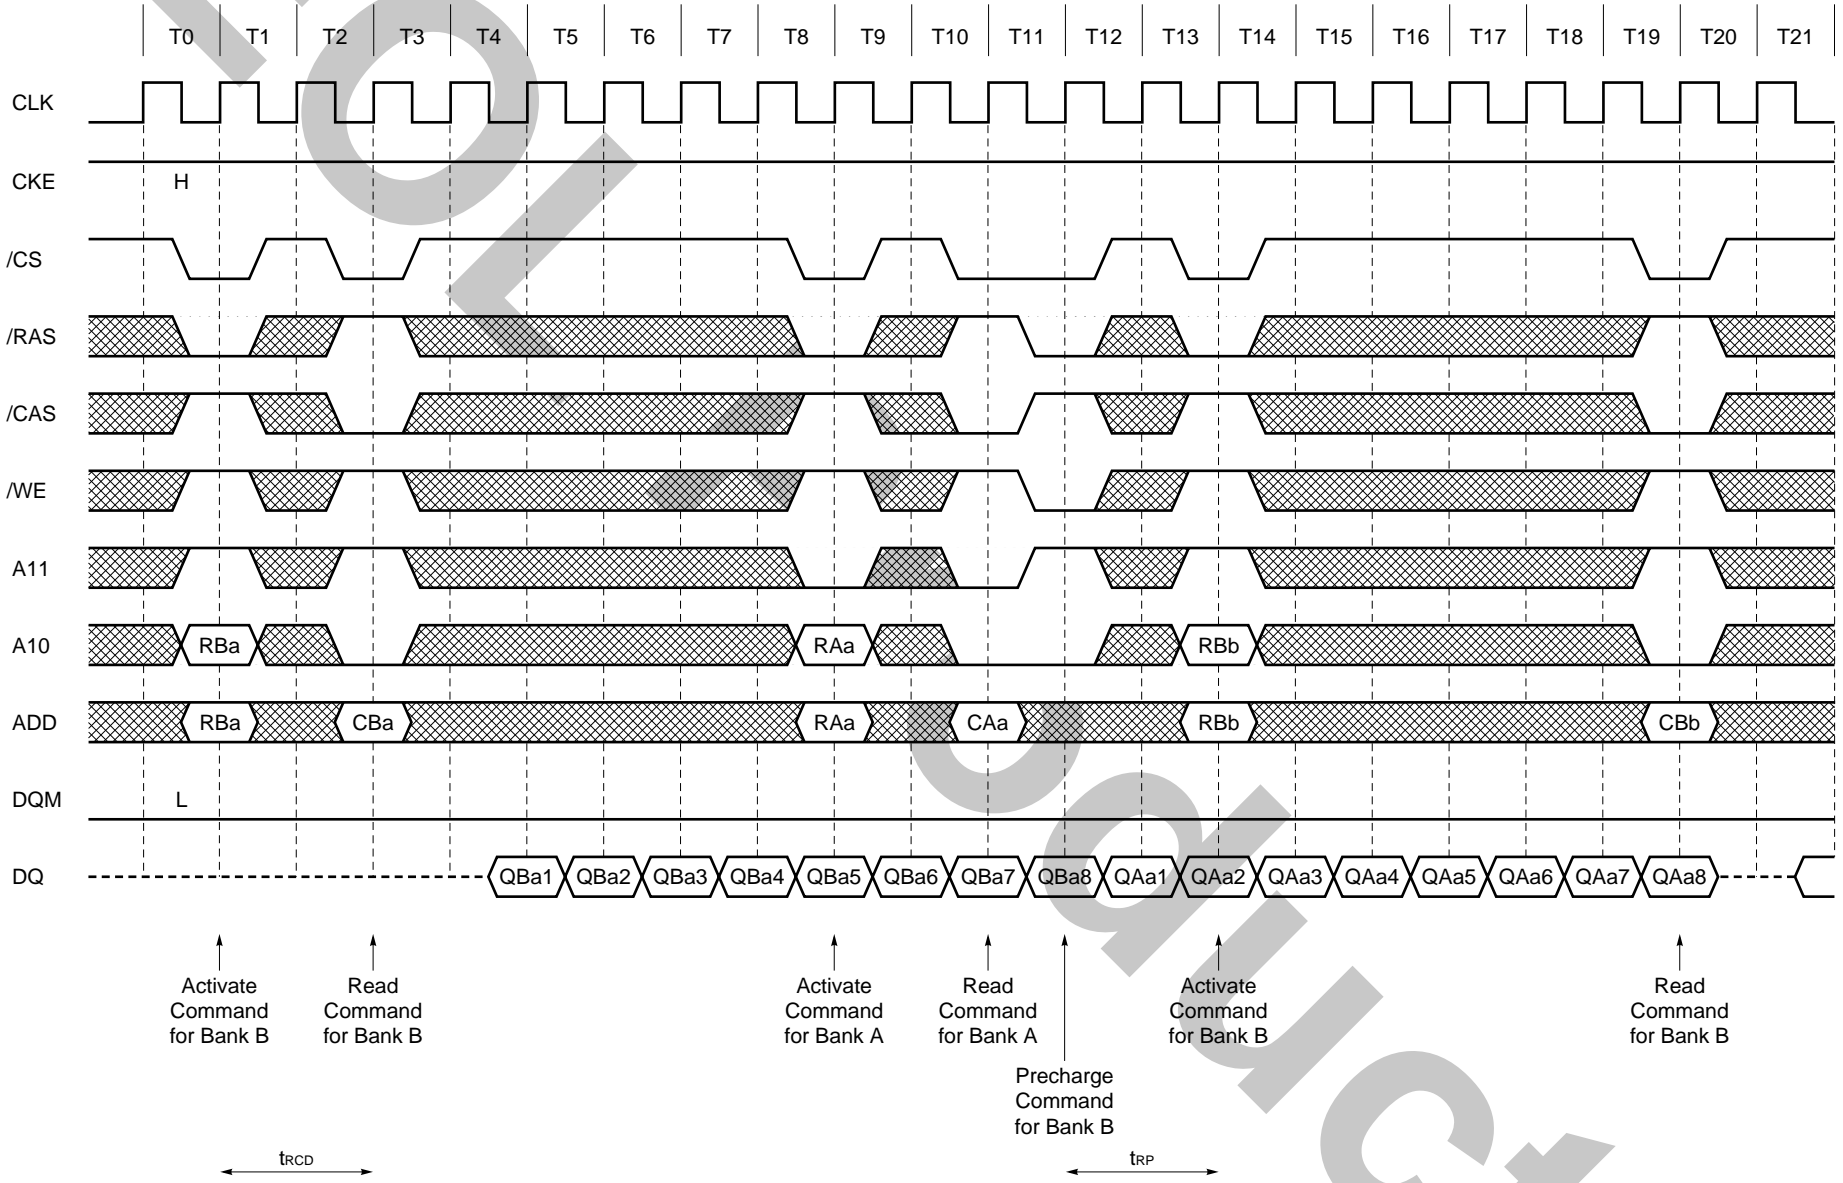 T0 T1 T2 T3 T4 T5 T6 T7 T8 T9 T10 T11 T12 T13 T14 T15 T16 T17 T18 T19 T20 T21
CLK
CKE H
/CS
/RAS
/CAS
/WE
A11
A10 RBa RAa RBb
ADD RBa CBa RAa CAa RBb CBb
DQM L
DQ QBa1 QBa2 QBa3 QBa4 QBa5 QBa6 QBa7 QBa8 QAa1 QAa2 QAa3 QAa4 QAa5 QAa6 QAa7 QAa8
Activate
Command
for Bank B
Read
Command
for Bank B
Activate
Command
for Bank A
Read
Command
for Bank A
Precharge
Command
for Bank B
Activate
Command
for Bank B
Read
Command
for Bank B
tRCD
tRP